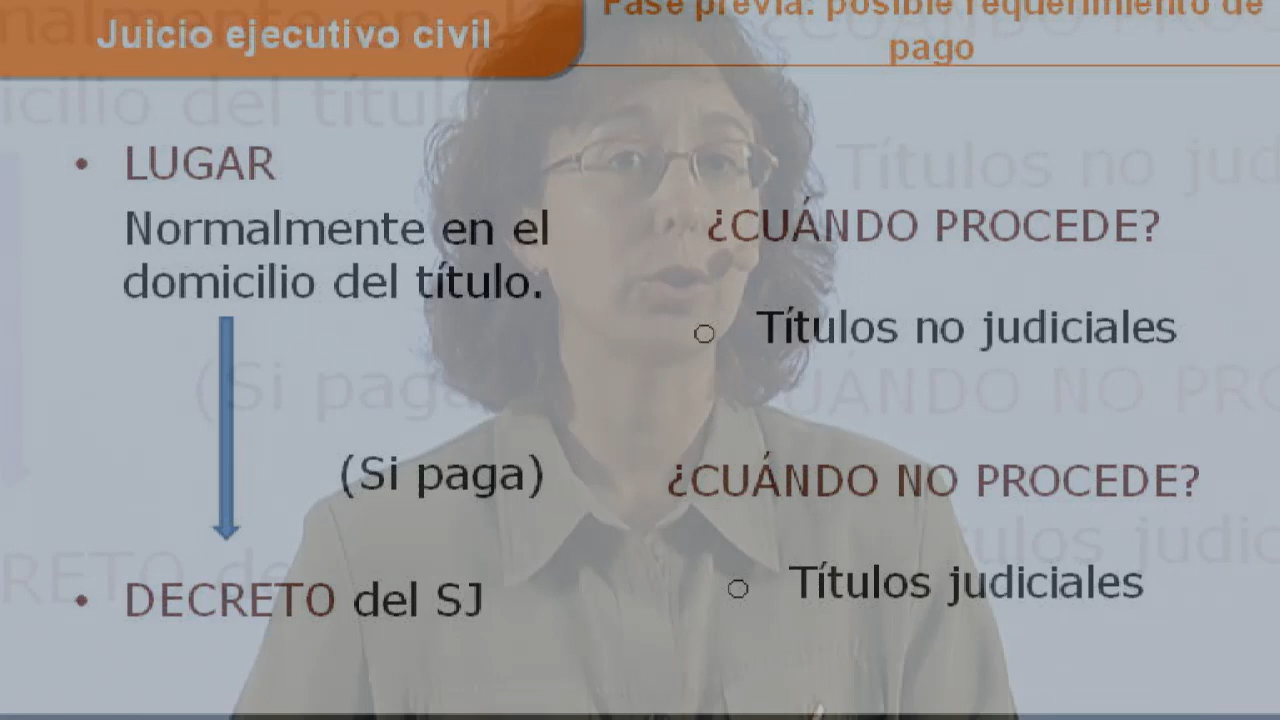 Juicio ejecutivo civil
Fase previa: posible requerimiento de
pago
• LUGAR
Normalmente en el
domicilio del título.
(Si paga)
• DECRETO del SJ
¿CUÁNDO PROCEDE?
○ Títulos no judiciales
¿CUÁNDO NO PROCEDE?
○ Títulos judiciales